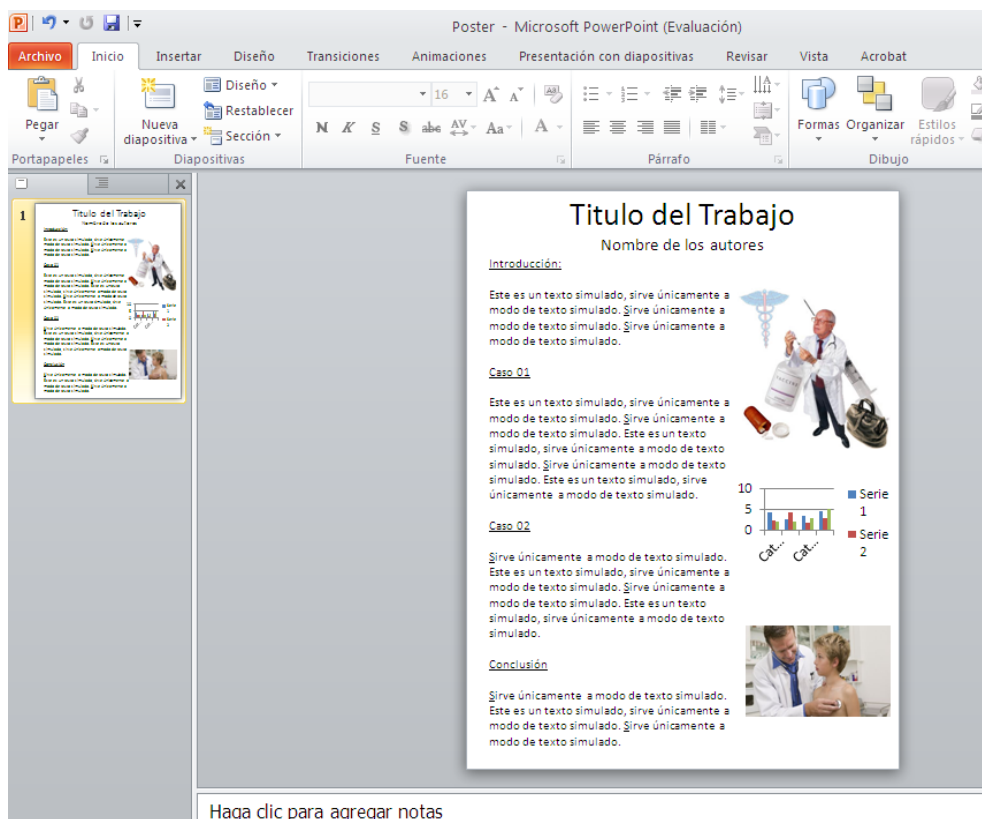 Poster - Microsoft PowerPoint (Evaluación)
Archivo Inicio Insertar Diseño Transiciones Animaciones Presentación con diapositivas Revisar Vista Acrobat
Pegar
Nueva diapositiva
Diseño
Restablecer
Sección
16
N K S S abc AV Aa A
Formas Organizar Estilos rápidos
Portapapeles Diapositivas Fuente Párrafo Dibujo
1
Titulo del Trabajo
Nombre de los autores
Introducción:
Este es un texto simulado, sirve únicamente a
modo de texto simulado. Sirve únicamente a
modo de texto simulado. Sirve únicamente a
modo de texto simulado.
Caso 01
Este es un texto simulado, sirve únicamente a
modo de texto simulado. Sirve únicamente a
modo de texto simulado. Este es un texto
simulado, sirve únicamente a modo de texto
simulado. Sirve únicamente a modo de texto
simulado. Este es un texto simulado, sirve
únicamente a modo de texto simulado.
Caso 02
Sirve únicamente a modo de texto simulado.
Este es un texto simulado, sirve únicamente a
modo de texto simulado. Sirve únicamente a
modo de texto simulado. Este es un texto
simulado, sirve únicamente a modo de texto
simulado.
Conclusión
Sirve únicamente a modo de texto simulado.
Este es un texto simulado, sirve únicamente a
modo de texto simulado. Sirve únicamente a
modo de texto simulado.
VACCINE
10
5
0
Cat... Cat...
Serie 1
Serie 2
Haga clic para agregar notas